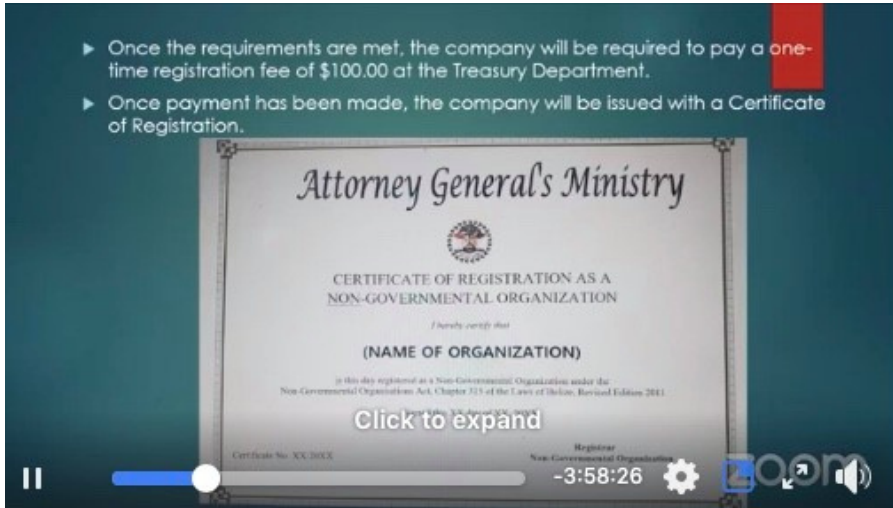 Once the requirements are met, the company will be required to pay a one-
time registration fee of $100.00 at the Treasury Department.
Once payment has been made, the company will be issued with a Certificate
of Registration.
Attorney General's Ministry
CERTIFICATE OF REGISTRATION AS A
NON-GOVERNMENTAL ORGANIZATION
I hereby certify that
(NAME OF ORGANIZATION)
is this day registered as a Non-Governmental Organization under the
Non-Governmental Organizations Act, Chapter 315 of the Laws of Belize, Revised Edition 2011.
Click to expand
Registrar
Certificate No. XX/20XX
Non-Governmental Organization
-3:58:26
zoom